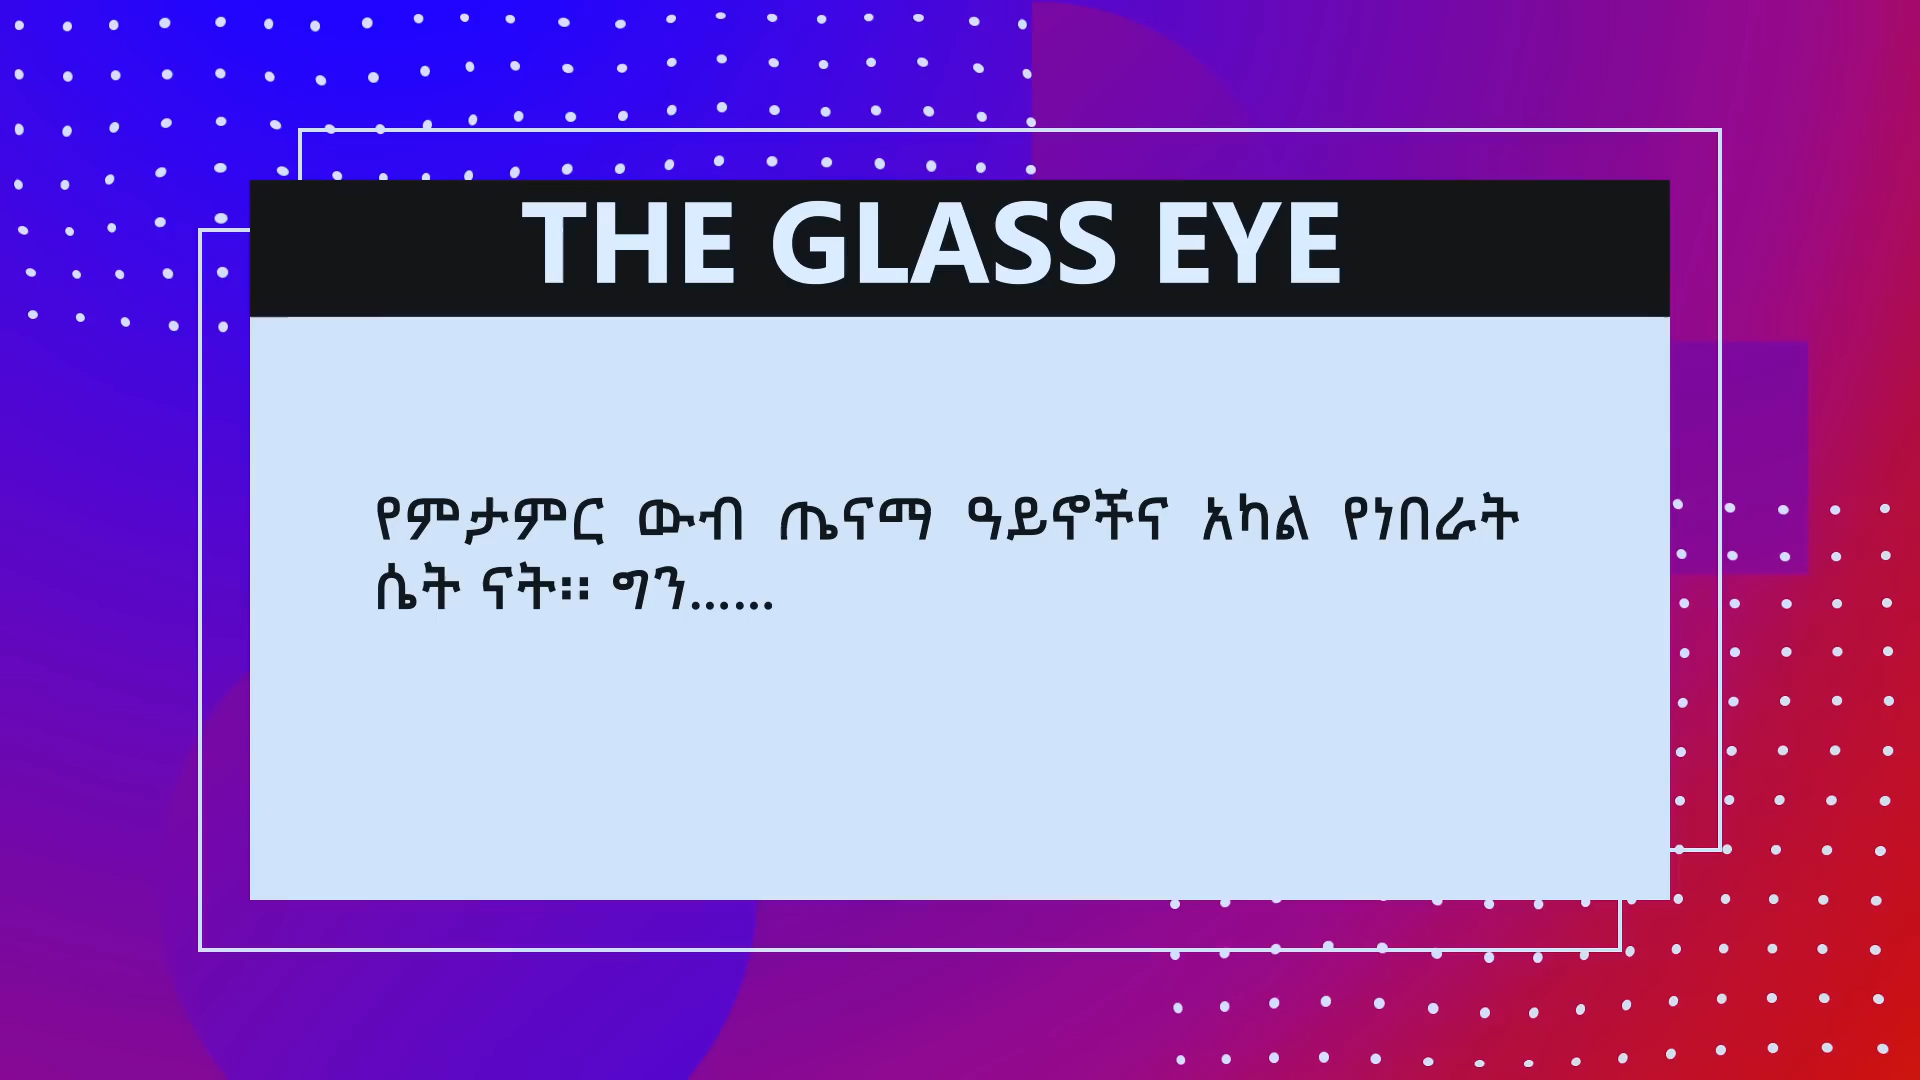 THE GLASS EYE
የምታምር ውብ ጤናማ ዓይኖችና አካል የነበራት
ሴት ናት። ግን......